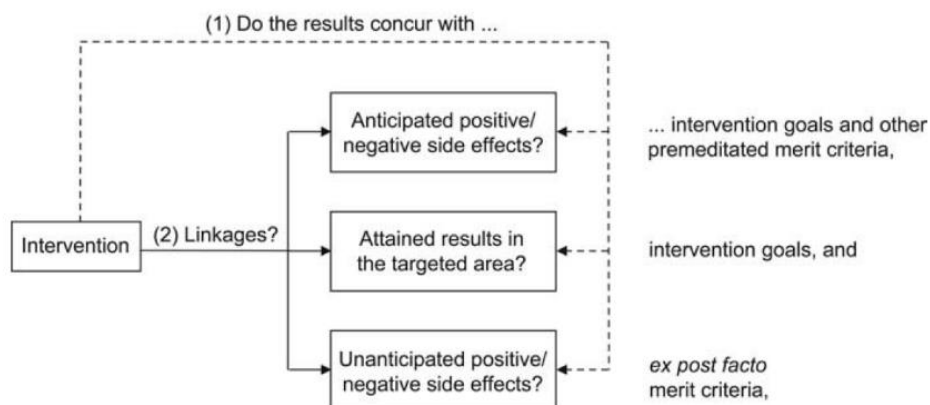 (1) Do the results concur with ...
Anticipated positive/
negative side effects?
... intervention goals and other
premeditated merit criteria,
Intervention
(2) Linkages?
Attained results in
the targeted area?
intervention goals, and
Unanticipated positive/
negative side effects?
ex post facto
merit criteria,